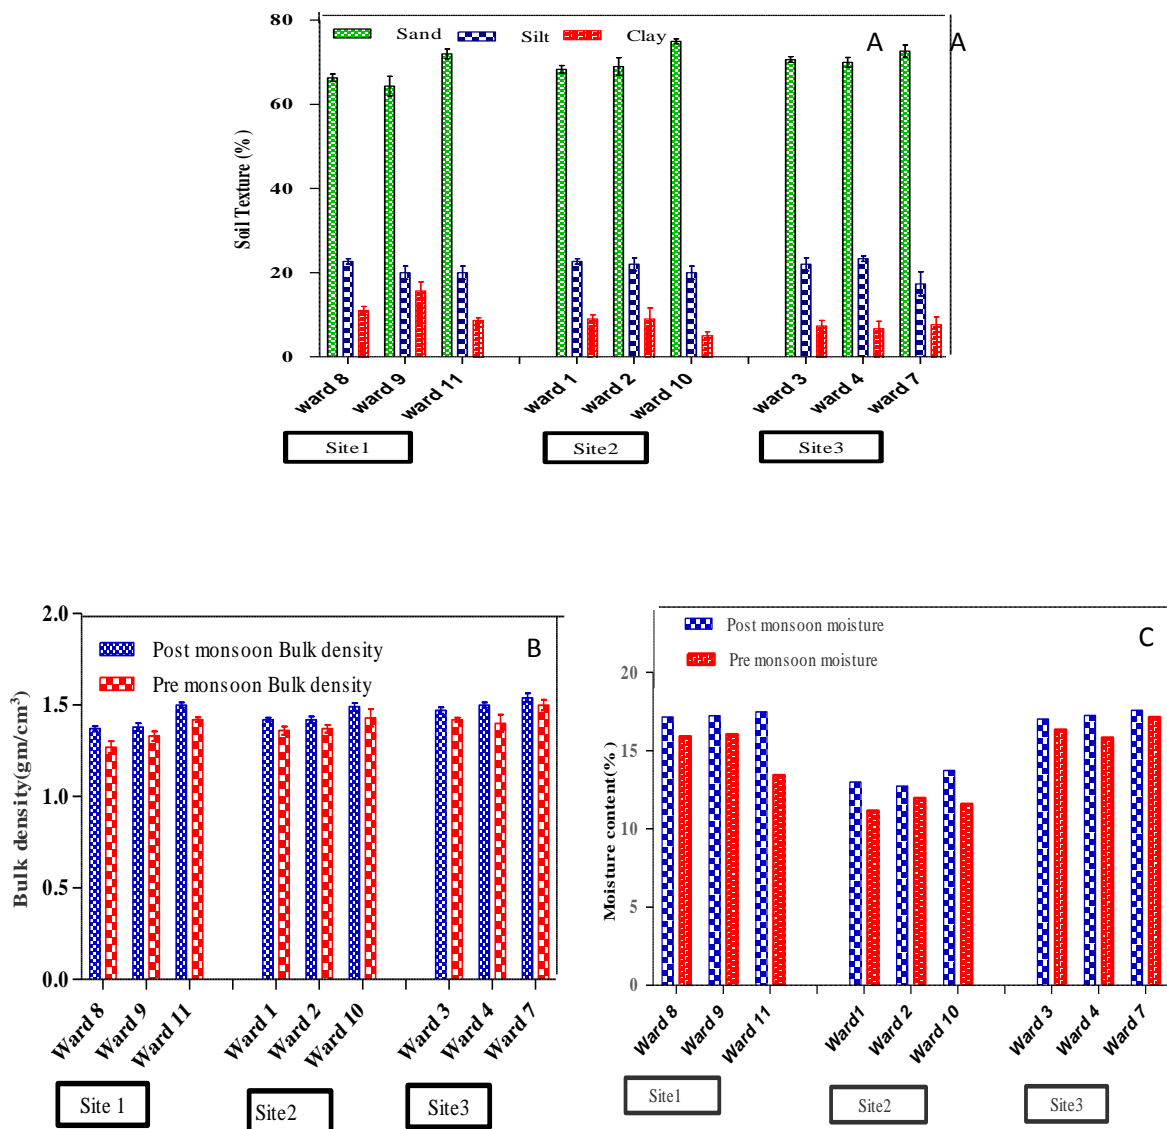 80
60
40
20
0
Soil Texture (%)
Sand Silt Clay
A A
ward 8 ward 9 ward 11 ward 1 ward 2 ward 10 ward 3 ward 4 ward 7
Site1 Site2 Site3
2.0
1.5
1.0
0.5
0.0
Bulk density(gm/cm³)
Post monsoon Bulk density
Pre monsoon Bulk density
B
Ward 8 Ward 9 Ward 11 Ward 1 Ward 2 Ward 10 Ward 3 Ward 4 Ward 7
Site 1 Site2 Site3
20
15
10
5
0
Moisture content(%)
Post monsoon moisture
Pre monsoon moisture
C
Ward 8 Ward 9 Ward 11 Ward1 Ward 2 Ward 10 Ward 3 Ward 4 Ward 7
Site1 Site2 Site3